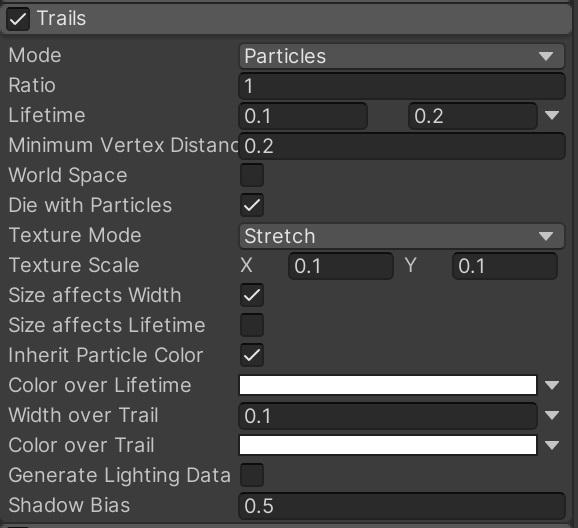 Trails
Mode Particles
Ratio 1
Lifetime 0.1 0.2
Minimum Vertex Distanc 0.2
World Space
Die with Particles
Texture Mode Stretch
Texture Scale X 0.1 Y 0.1
Size affects Width
Size affects Lifetime
Inherit Particle Color
Color over Lifetime
Width over Trail 0.1
Color over Trail
Generate Lighting Data
Shadow Bias 0.5